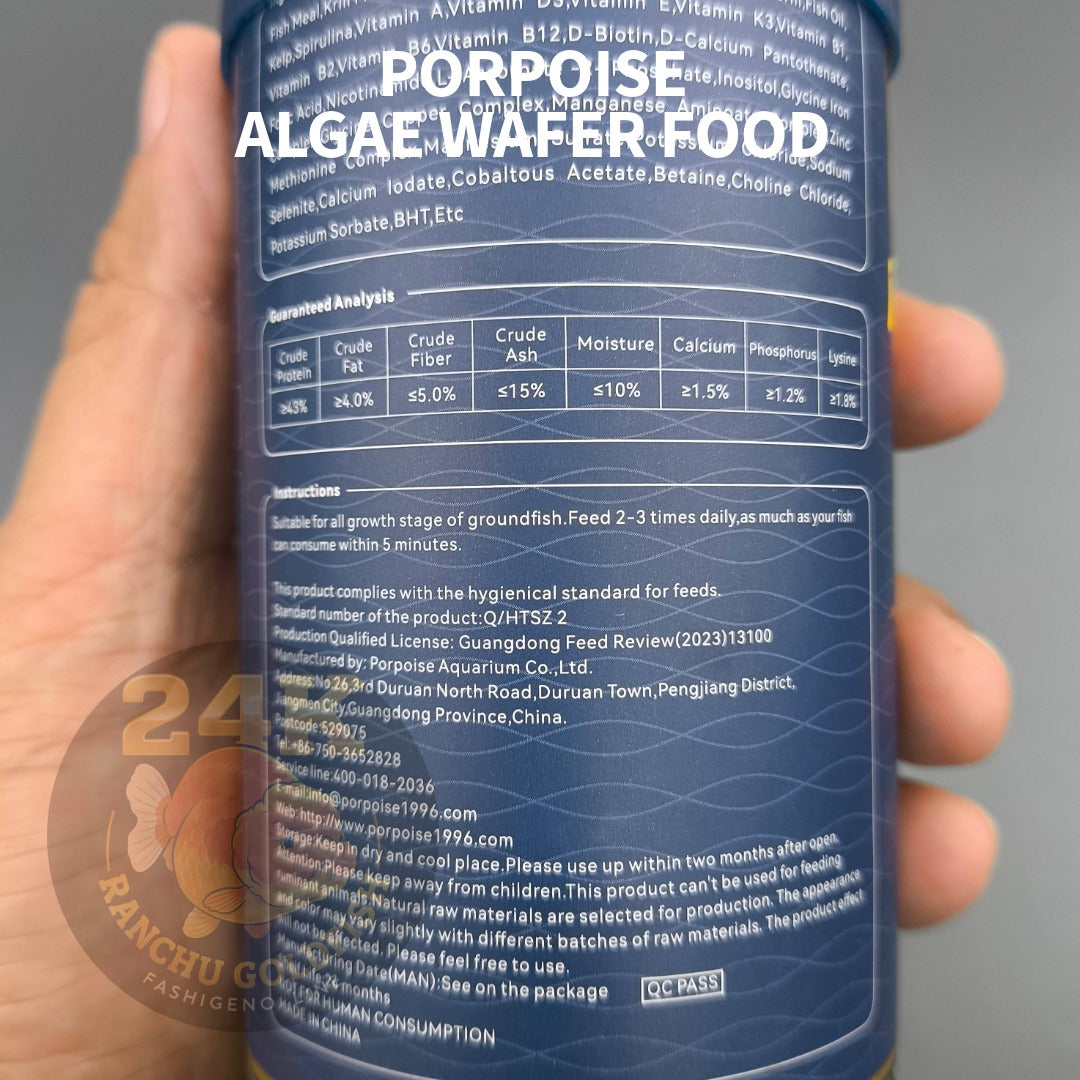 PORPOISE
ALGAE WAFER FOOD
Fish Meal,Krill Fish Oil,
Kelp,Spirulina,Vitamin A,Vitamin D3,Vitamin E,Vitamin K3,Vitamin B1,
Vitamin B2,Vitamin B6,Vitamin B12,D-Biotin,D-Calcium Pantothenate,
Acid, Inositol,Glycine Iron
Copper Complex,Manganese Zinc
Methionine Chloride,Sodium
Selenite,Calcium Iodate,Cobaltous Acetate,Betaine,Choline Chloride,
Potassium Sorbate,BHT,Etc
Guaranteed Analysis
Crude Protein Crude Fat Crude Fiber Crude Ash Moisture Calcium Phosphorus Lysine
≥43% ≥4.0% ≤5.0% ≤15% ≤10% ≥1.5% ≥1.2% ≥1.8%
Instructions
Suitable for all growth stage of groundfish.Feed 2-3 times daily,as much as your fish
can consume within 5 minutes.
This product complies with the hygienical standard for feeds.
Standard number of the product:Q/HTSZ 2
Production Qualified License: Guangdong Feed Review(2023)13100
Manufactured by: Porpoise Aquarium Co.,Ltd.
Address:No.26,3rd Duruan North Road,Duruan Town,Pengjiang District,
Jiangmen City,Guangdong Province,China.
Postcode:529075
Tel:+86-750-3652828
Service line:400-018-2036
E-mail:info@porpoise1996.com
Web:http://www.porpoise1996.com
Storage:Keep in dry and cool place.Please use up within two months after open.
Attention:Please keep away from children.This product can't be used for feeding
ruminant animals.Natural raw materials are selected for production. The appearance
and color may vary slightly with different batches of raw materials. The product effect
not be affected, Please feel free to use.
Manufacturing Date(MAN):See on the package
24 months
NOT FOR HUMAN CONSUMPTION
MADE IN CHINA
QC PASS
24K
RANCHU GOLDFISH
FASHIGENO